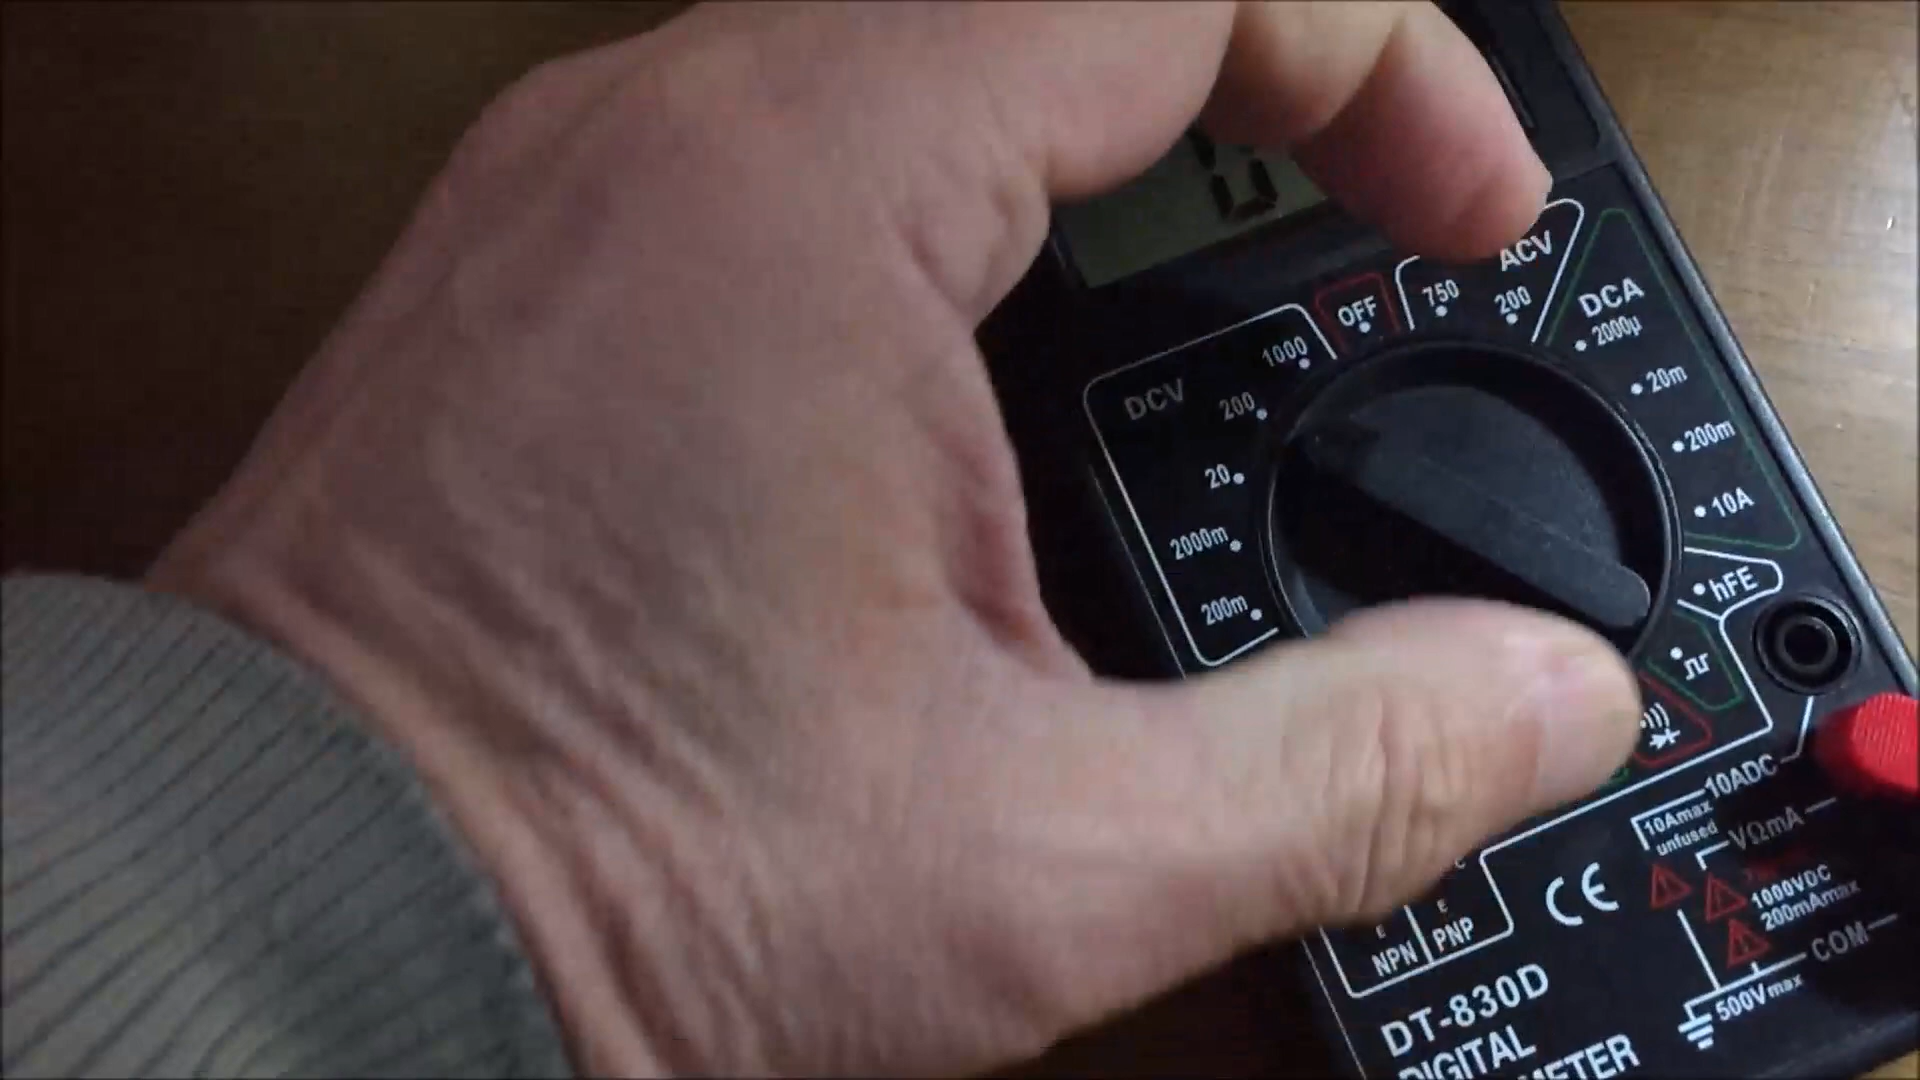 OFF
750
200
ACV
DCA
2000µ
20m
200m
10A
hFE
DCV
1000
200
20
2000m
200m
10ADC
10Amax
unfused
VΩmA
1000VDC
200mAmax
COM
500Vmax
CE
C
E
E
NPN
PNP
DT-830D
DIGITAL